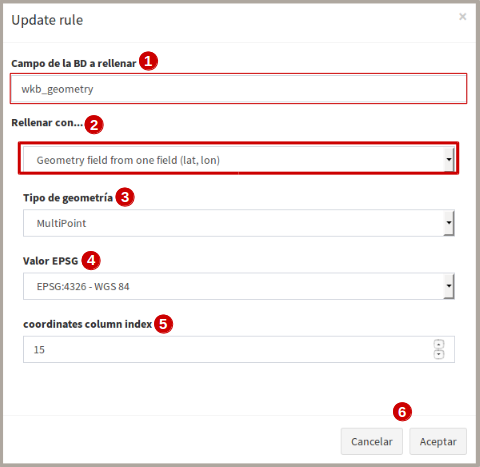 Update rule ×
Campo de la BD a rellenar 1
wkb_geometry
Rellenar con... 2
Geometry field from one field (lat, lon)
Tipo de geometría 3
MultiPoint
Valor EPSG 4
EPSG:4326 - WGS 84
coordinates column index 5
15
6
Cancelar Aceptar